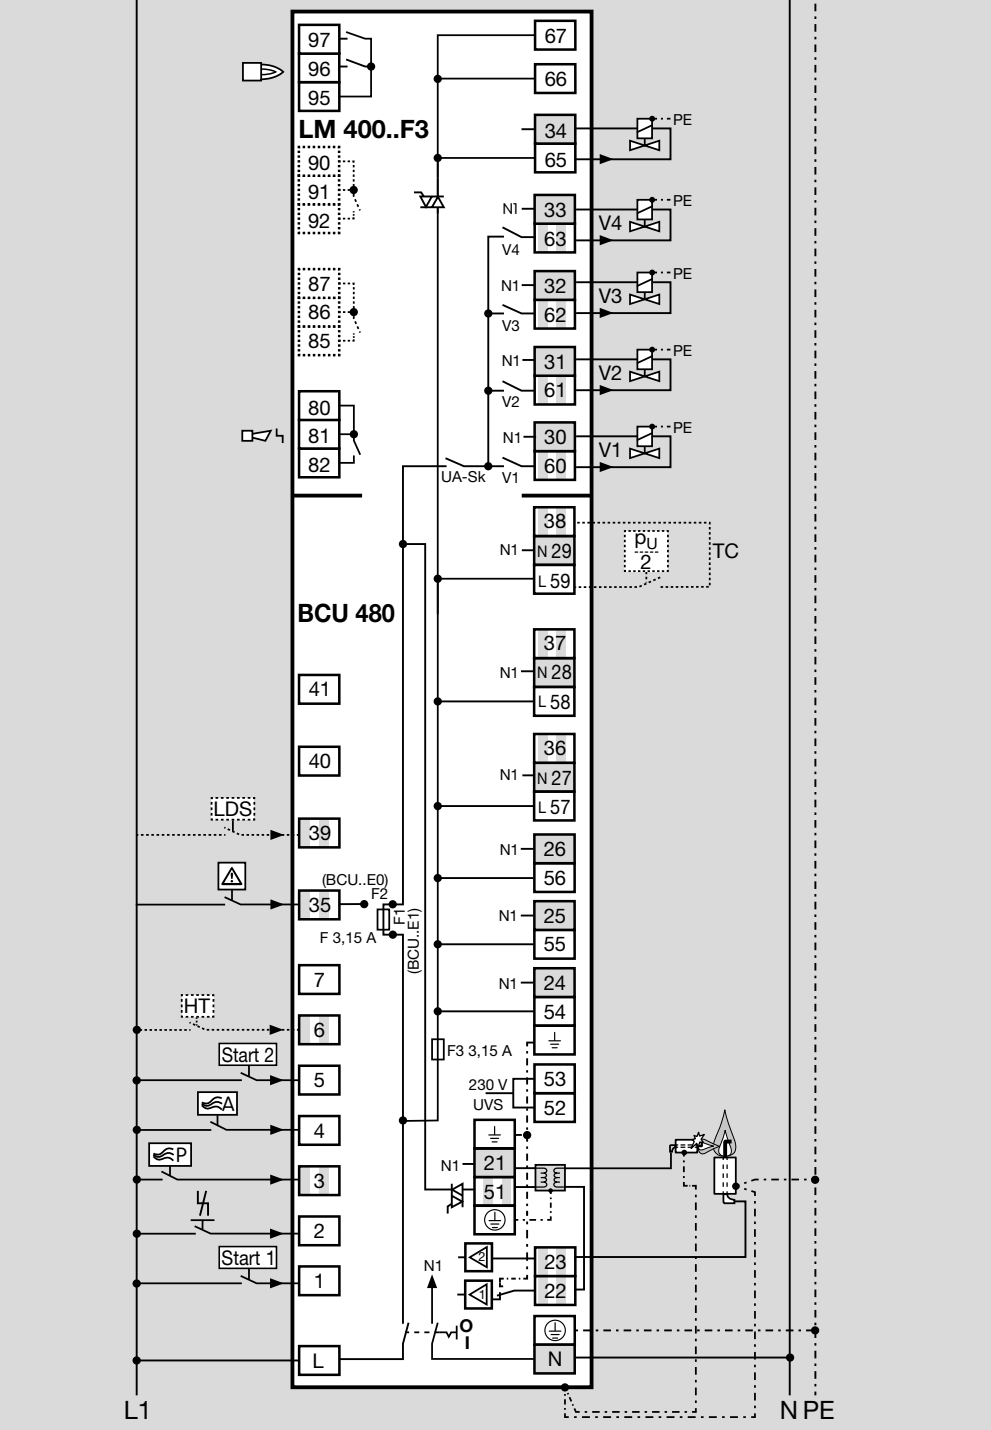 97
96
95
LM 400..F3
90
91
92
87
86
85
80
81
82
67
66
34
65
PE
N1
33
63
V4
V4
PE
N1
32
62
V3
V3
PE
N1
31
61
V2
V2
PE
N1
30
60
V1
V1
PE
UA-Sk
BCU 480
38
N1
N 29
L 59
pU
2
TC
37
N1
N 28
L 58
36
N1
N 27
L 57
N1
26
56
N1
25
55
N1
24
54
F3 3,15 A
53
52
230 V
UVS
N1
21
51
2
23
1
22
N1
O
I
N
41
40
LDS
39
(BCU..E0)
F2
35
F1
F 3,15 A
(BCU..E1)
7
HT
6
Start 2
5
A
4
P
3
2
Start 1
1
L
L1
N PE